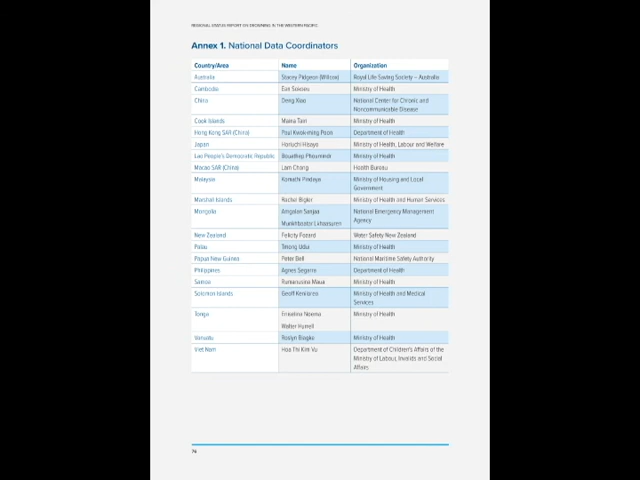 REGIONAL STATUS REPORT ON DROWNING IN THE WESTERN PACIFIC
Annex 1. National Data Coordinators
Country/Area Name Organization
Australia Stacey Pidgeon (Willcox) Royal Life Saving Society – Australia
Cambodia Ministry of Health
China Deng Xiao National Center for Chronic and
Noncommunicable Disease
Cook Islands Maina Ministry of Health
Hong Kong SAR (China) Paul Kwok-ming Poon Department of Health
Japan Horiuchi Hisayo Ministry of Health, Labour and Welfare
Lao People's Democratic Republic Phoumindr Ministry of Health
Macao SAR (China) Lam Chong Health Bureau
Malaysia Komathi Ministry of Housing and Local
Government
Marshall Islands Rachel Bigler Ministry of Health and Human Services
Mongolia Amgalan National Emergency Management
Agency
Munkhbaatar
New Zealand Felicity Fozard Water Safety New Zealand
Palau Temong Udui Ministry of Health
Papua New Guinea Peter Bell National Maritime Safety Authority
Philippines Agnes Segarra Department of Health
Samoa Ramanusina Maua Ministry of Health
Solomon Islands Geoff Kenilorea Ministry of Health and Medical
Services
Tonga Ministry of Health
Walter Hurrell
Vanuatu Roslyn Ministry of Health
Viet Nam Hoa Thi Kim Vu Department of Children's Affairs of the
Ministry of Labour, Invalids and Social
Affairs
74